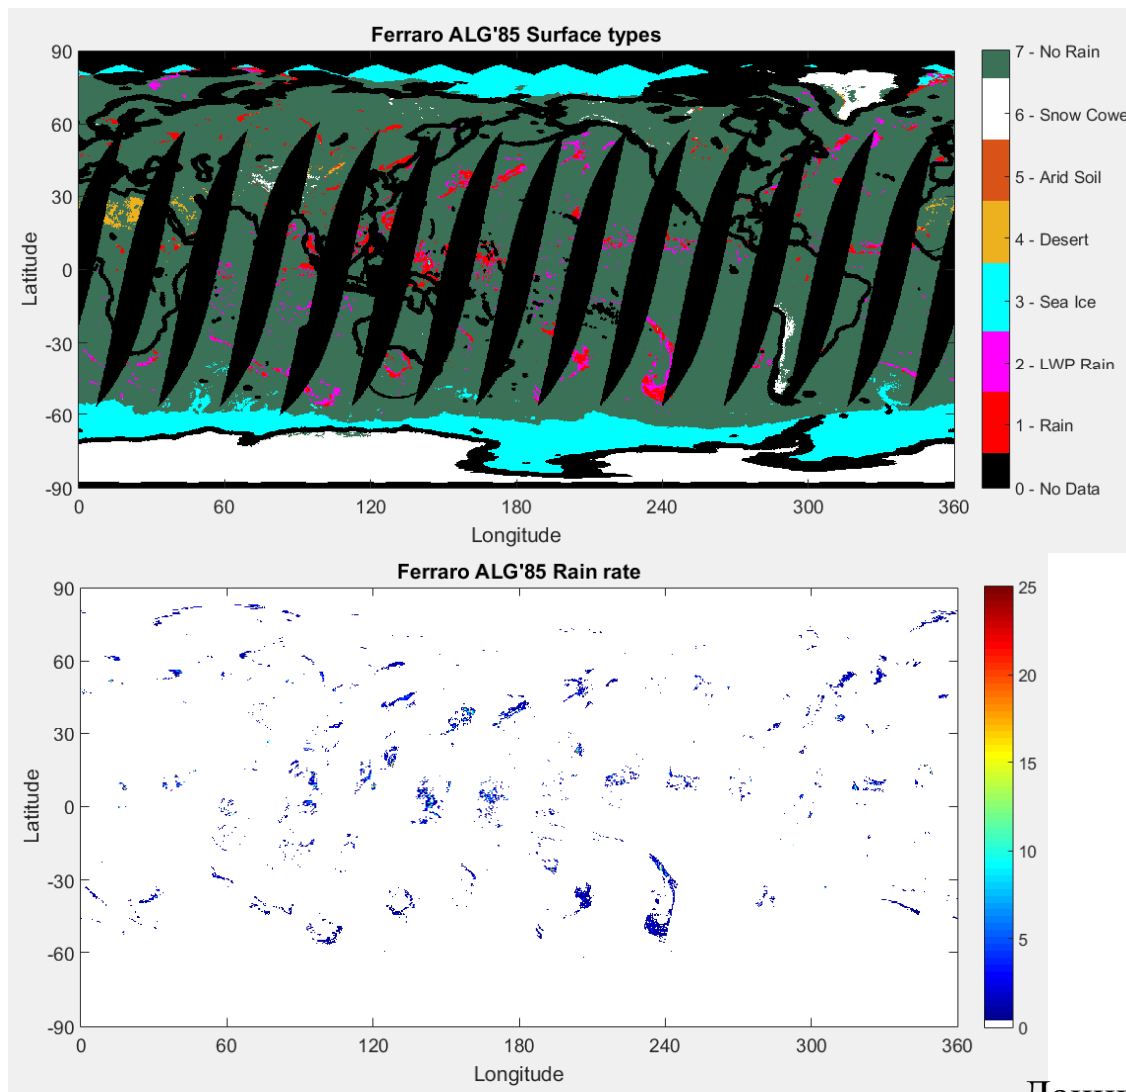 Ferraro ALG'85 Surface types
90
60
30
0
-30
-60
-90
Latitude
0
60
120
180
240
300
360
Longitude
7 - No Rain
6 - Snow Cowe
5 - Arid Soil
4 - Desert
3 - Sea Ice
2 - LWP Rain
1 - Rain
0 - No Data
Ferraro ALG'85 Rain rate
90
60
30
0
-30
-60
-90
Latitude
0
60
120
180
240
300
360
Longitude
25
20
15
10
5
0